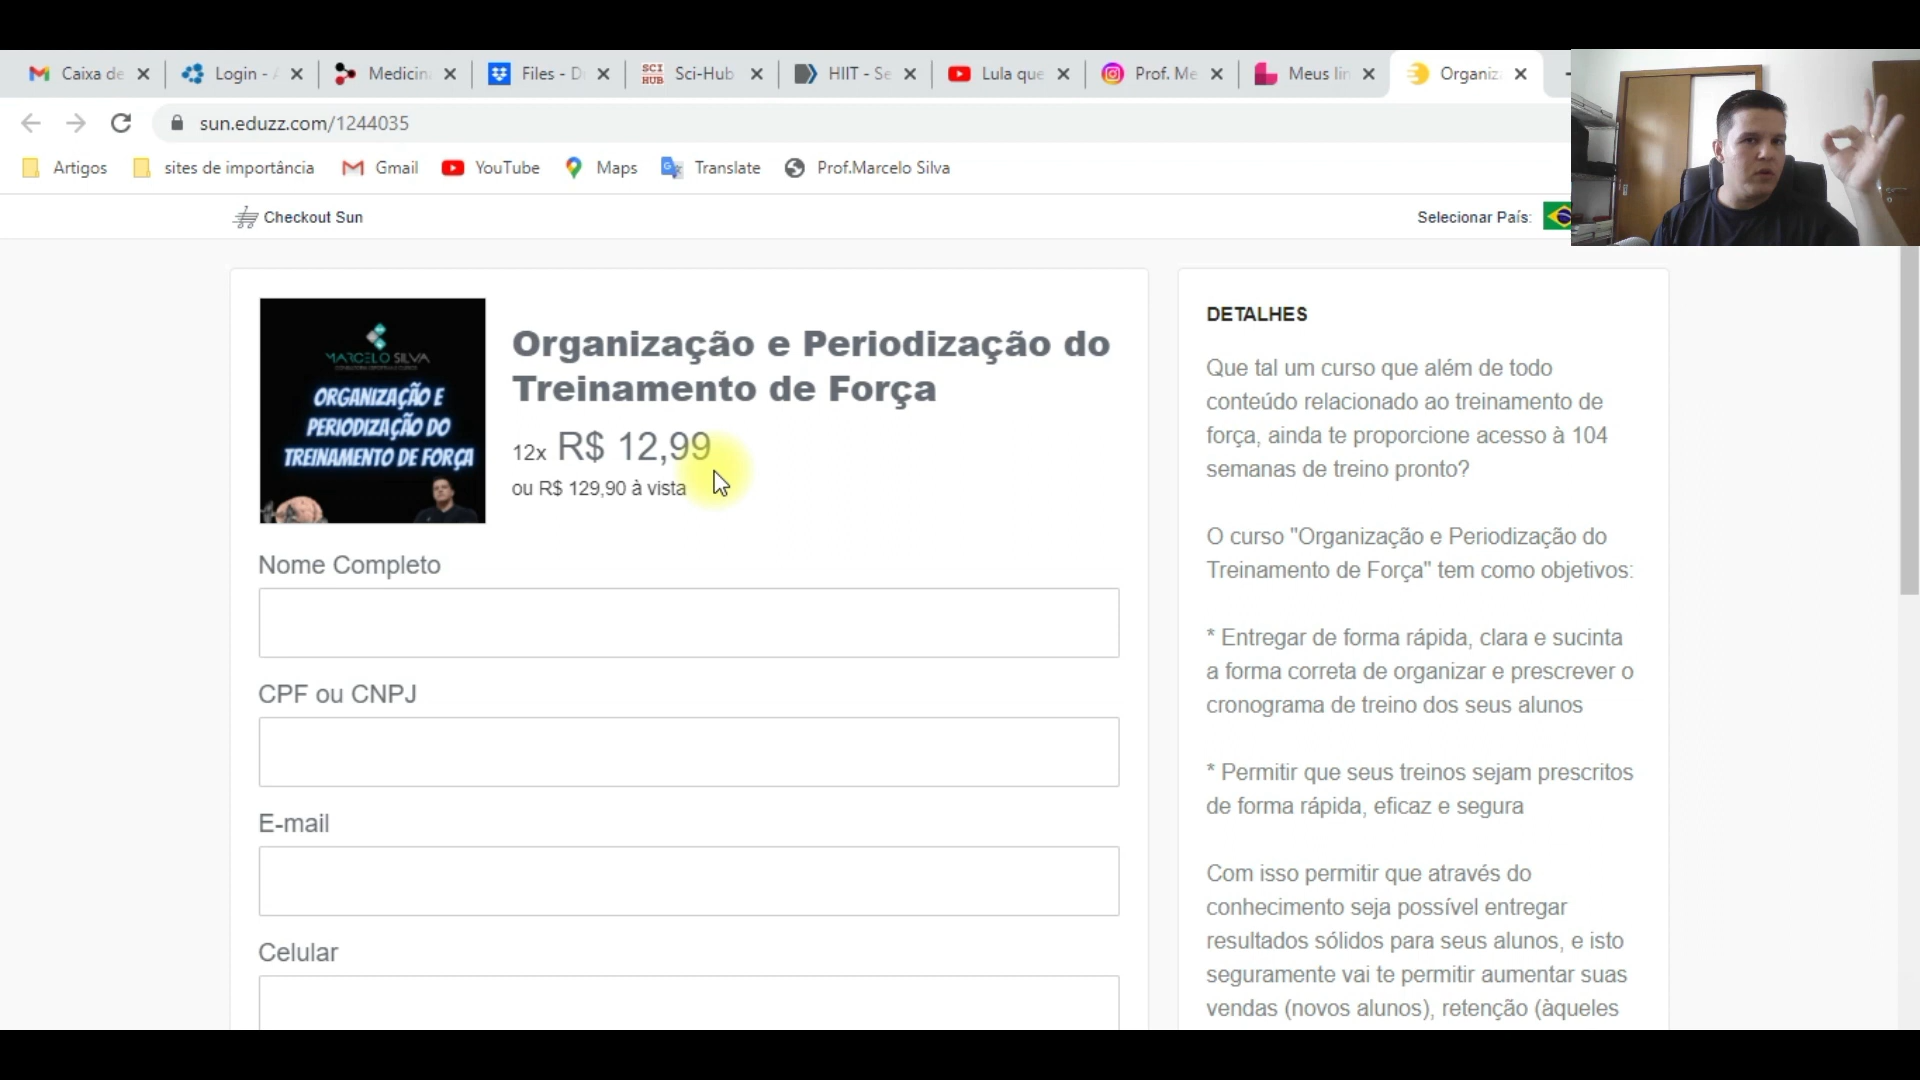 Caixa de
Login -
Medicin
Files - D
SCI HUB
Sci-Hub
HIIT - Se
Lula que
Prof. Me
Meus lin
Organiz
sun.eduzz.com/1244035
Artigos
sites de importância
Gmail
YouTube
Maps
Translate
Prof.Marcelo Silva
Checkout Sun
Selecionar País:
MARCELO SILVA
ORGANIZAÇÃO E
PERIODIZAÇÃO DO
TREINAMENTO DE FORÇA
Organização e Periodização do
Treinamento de Força
12x R$ 12,99
ou R$ 129,90 à vista
Nome Completo
CPF ou CNPJ
E-mail
Celular
DETALHES
Que tal um curso que além de todo
conteúdo relacionado ao treinamento de
força, ainda te proporcione acesso à 104
semanas de treino pronto?
O curso "Organização e Periodização do
Treinamento de Força" tem como objetivos:
* Entregar de forma rápida, clara e sucinta
a forma correta de organizar e prescrever o
cronograma de treino dos seus alunos
* Permitir que seus treinos sejam prescritos
de forma rápida, eficaz e segura
Com isso permitir que através do
conhecimento seja possível entregar
resultados sólidos para seus alunos, e isto
seguramente vai te permitir aumentar suas
vendas (novos alunos), retenção (àqueles